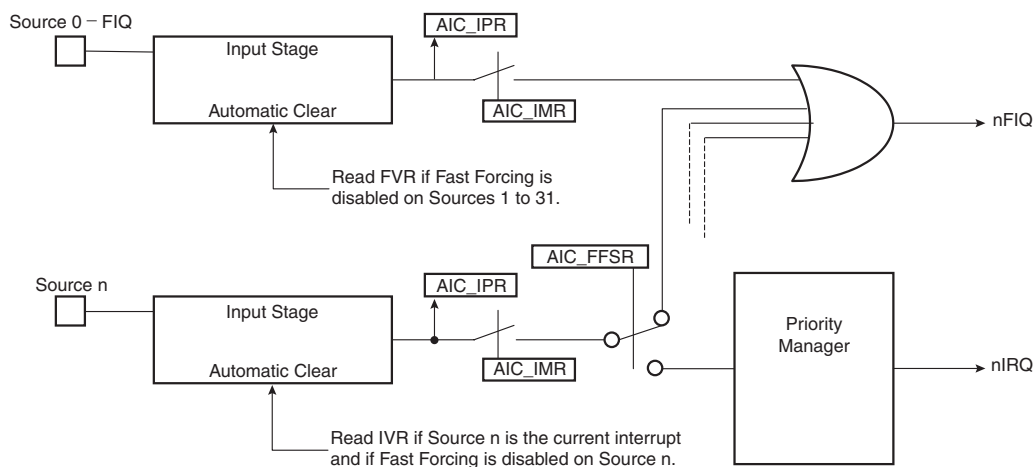 Source 0 – FIQ
AIC_IPR
Input Stage
Automatic Clear
AIC_IMR
nFIQ
Read FVR if Fast Forcing is
disabled on Sources 1 to 31.
AIC_FFSR
Source n
AIC_IPR
Input Stage
Priority
Manager
Automatic Clear
AIC_IMR
nIRQ
Read IVR if Source n is the current interrupt
and if Fast Forcing is disabled on Source n.